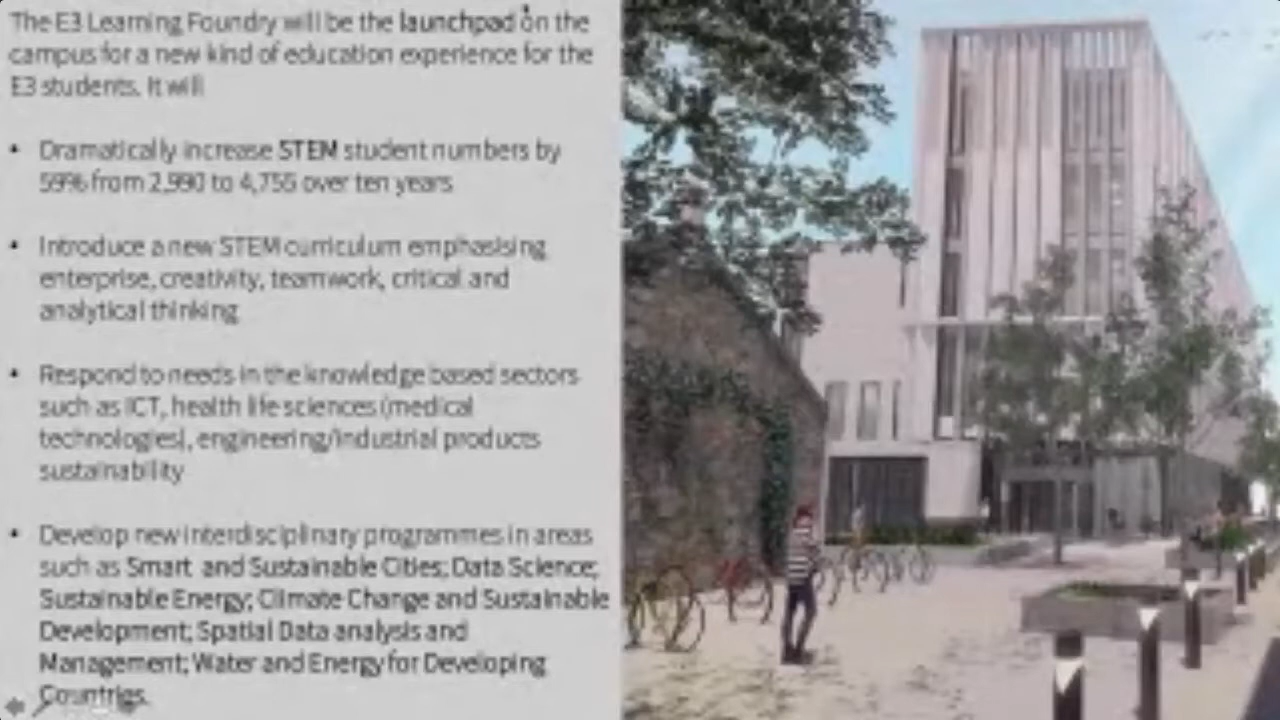 The E3 Learning Foundry will be the launchpad on the
campus for a new kind of education experience for the
E3 students. It will
• Dramatically increase STEM student numbers by
59% from 2,990 to 4,755 over ten years
• Introduce a new STEM curriculum emphasising
enterprise, creativity, teamwork, critical and
analytical thinking
• Respond to needs in the knowledge based sectors
such as ICT, health life sciences (medical
technologies), engineering/industrial products
sustainability
• Develop new interdisciplinary programmes in areas
such as Smart and Sustainable Cities; Data Science;
Sustainable Energy; Climate Change and Sustainable
Development; Spatial Data analysis and
Management; Water and Energy for Developing
Countries.